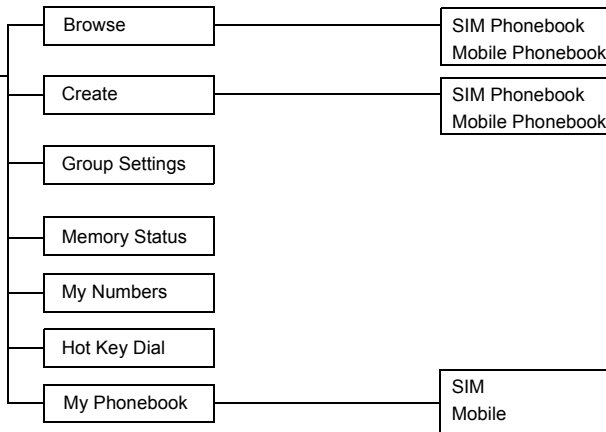 Browse
SIM Phonebook
Mobile Phonebook
Create
SIM Phonebook
Mobile Phonebook
Group Settings
Memory Status
My Numbers
Hot Key Dial
My Phonebook
SIM
Mobile